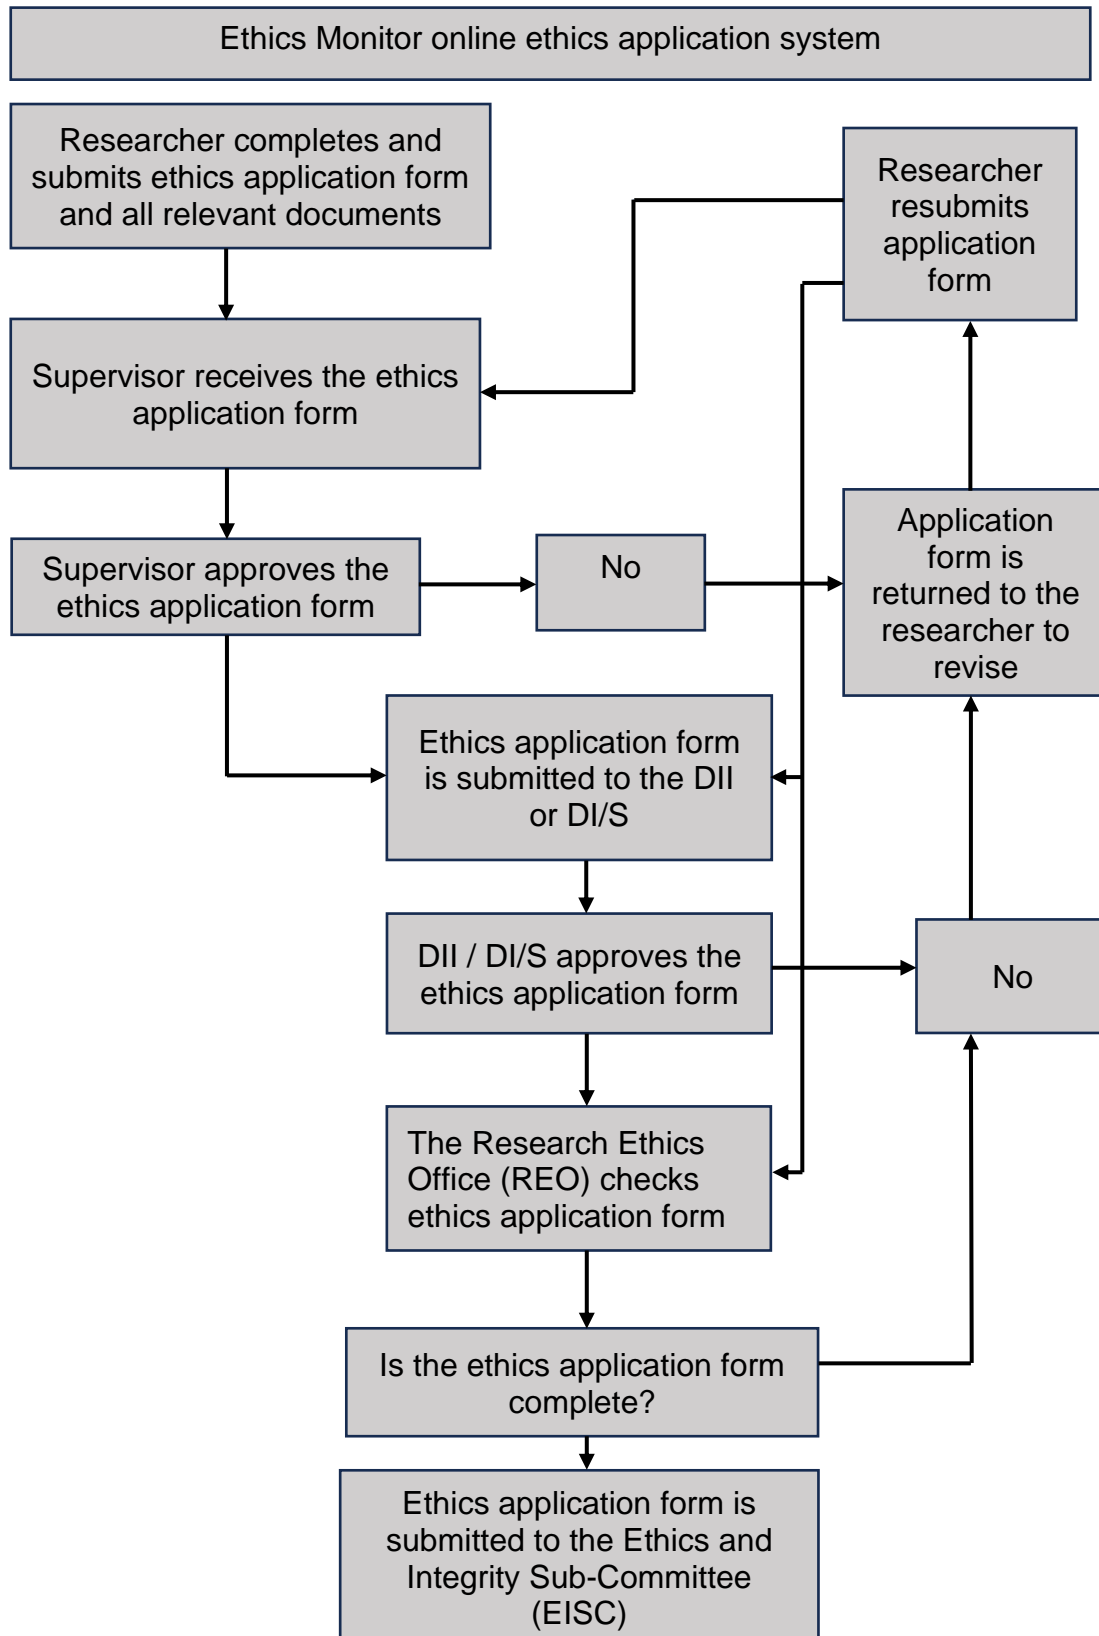 Ethics Monitor online ethics application system
Researcher completes and
submits ethics application form
and all relevant documents
Researcher
resubmits
application
form
Supervisor receives the ethics
application form
Supervisor approves the
ethics application form
No
Application
form is
returned to the
researcher to
revise
Ethics application form
is submitted to the DII
or DI/S
DII / DI/S approves the
ethics application form
No
The Research Ethics
Office (REO) checks
ethics application form
Is the ethics application form
complete?
Ethics application form is
submitted to the Ethics and
Integrity Sub-Committee
(EISC)